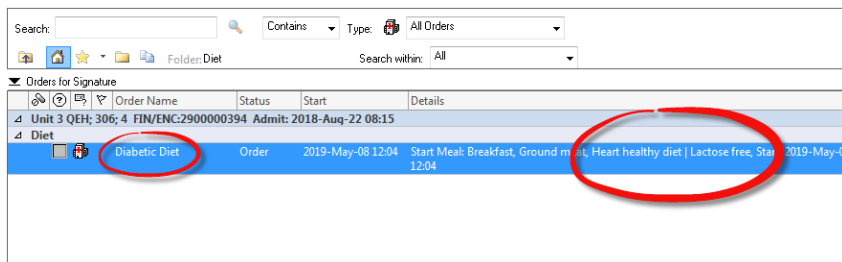 Search: Contains Type: All Orders
Folder: Diet Search within: All
Orders for Signature
Order Name Status Start Details
Unit 3 QEH; 306; 4 FIN/ENC:2900000394 Admit: 2018-Aug-22 08:15
Diet
Diabetic Diet Order 2019-May-08 12:04 Start Meal: Breakfast, Ground meat, Heart healthy diet | Lactose free, Start 2019-May-0
12:04